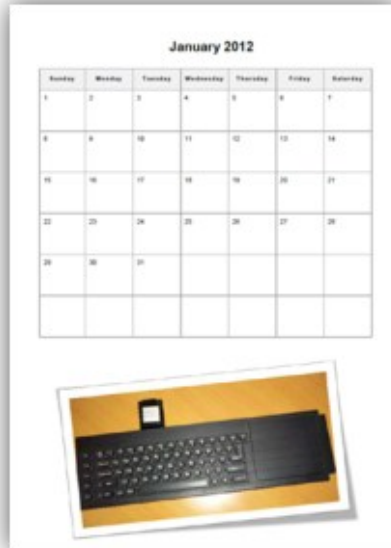 January 2012
Sunday Monday Tuesday Wednesday Thursday Friday Saturday
1 2 3 4 5 6 7
8 9 10 11 12 13 14
15 16 17 18 19 20 21
22 23 24 25 26 27 28
29 30 31